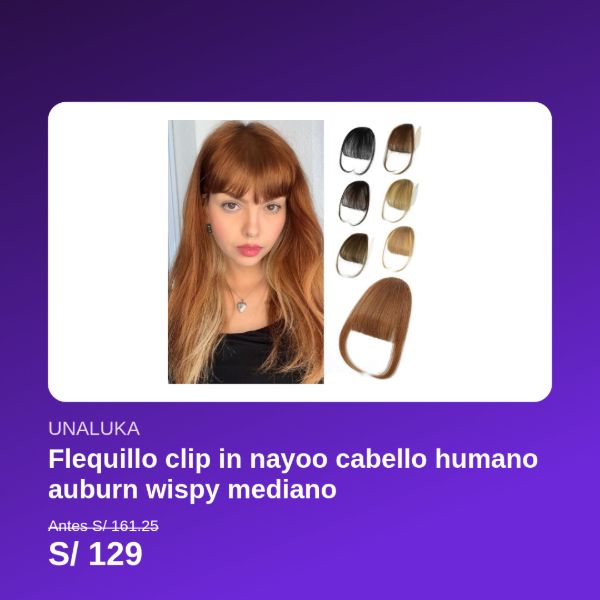 UNALUKA
Flequillo clip in nayoo cabello humano
auburn wispy mediano
Antes S/ 161.25
S/ 129